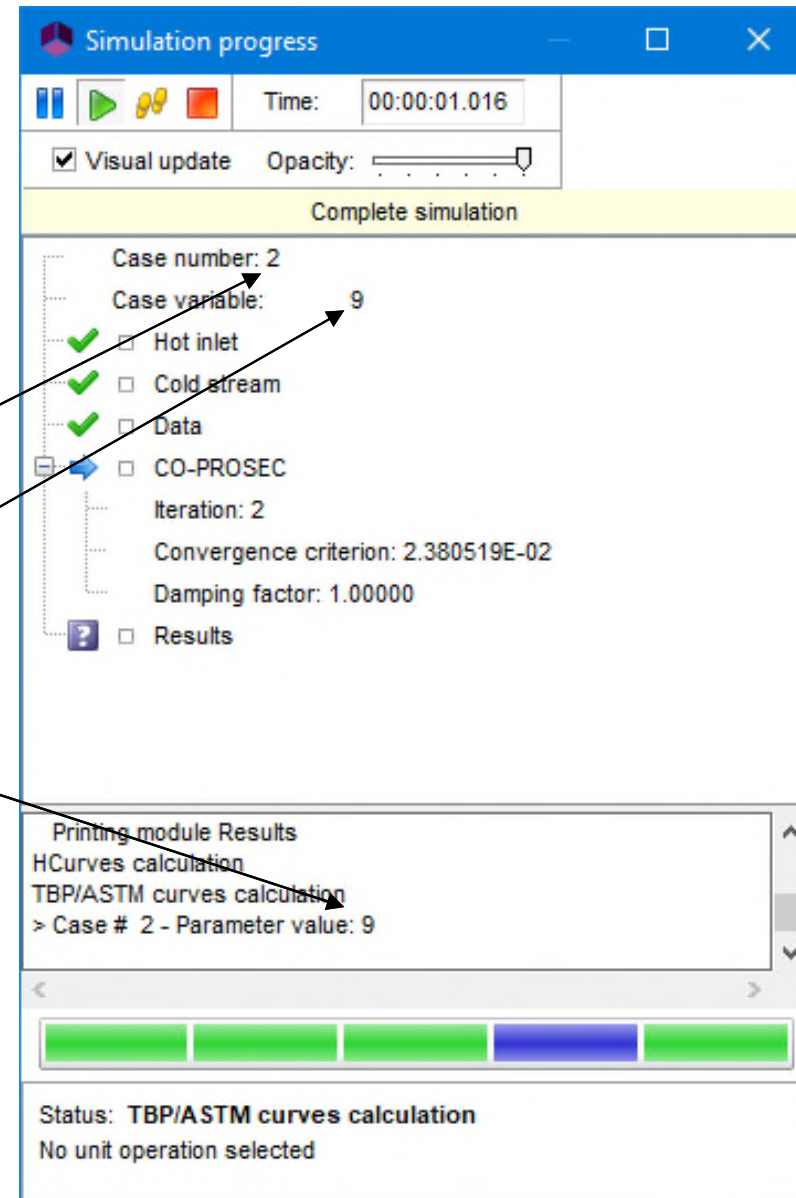 Simulation progress
Time: 00:00:01.016
Visual update Opacity:
Complete simulation
Case number: 2
Case variable: 9
Hot inlet
Cold stream
Data
CO-PROSEC
Iteration: 2
Convergence criterion: 2.380519E-02
Damping factor: 1.00000
? Results
Printing module Results
HCurves calculation
TBP/ASTM curves calculation
> Case # 2 - Parameter value: 9
Status: TBP/ASTM curves calculation
No unit operation selected